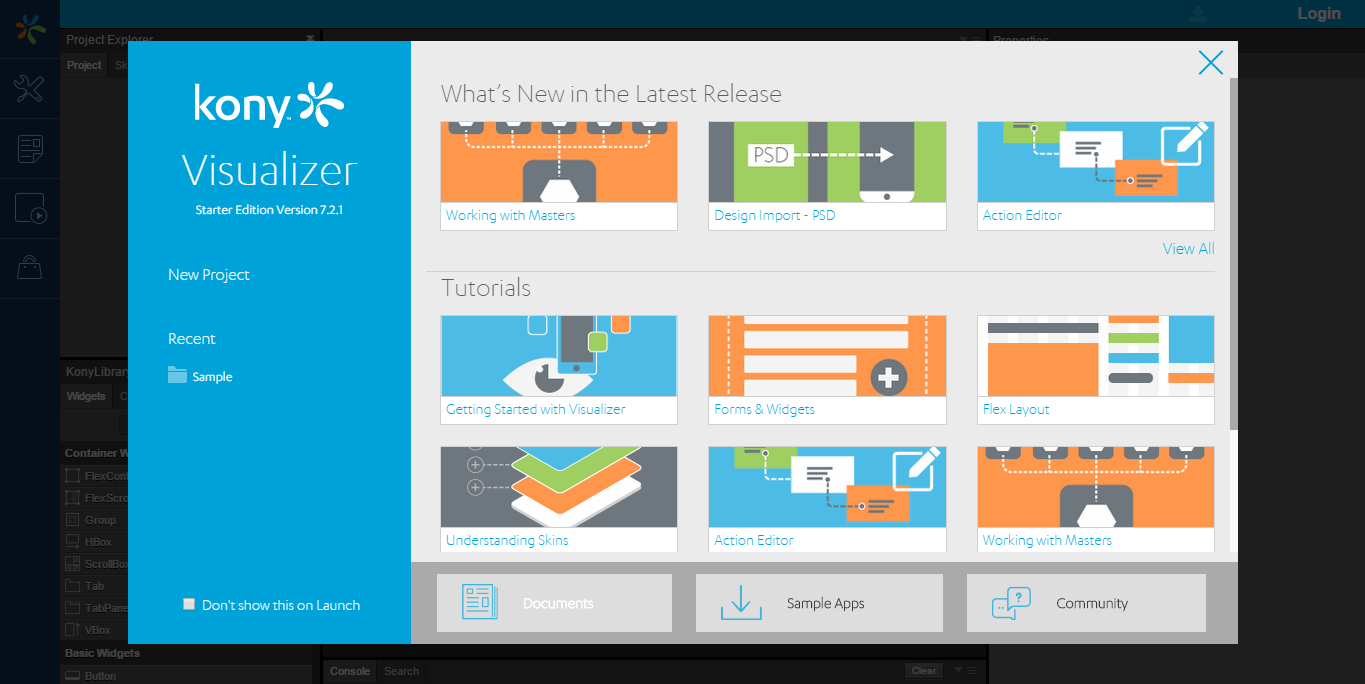 Login
Project Explorer
Properties
Project
kony
Visualizer
Starter Edition Version 7.2.1
New Project
Recent
Sample
Don't show this on Launch
What's New in the Latest Release
PSD
Working with Masters
Design Import - PSD
Action Editor
View All
Tutorials
Getting Started with Visualizer
Forms & Widgets
Flex Layout
Understanding Skins
Action Editor
Working with Masters
Documents
Sample Apps
Community
KonyLibrary
Widgets
Container W
FlexCont
FlexScro
Group
HBox
ScrollBox
Tab
TabPane
VBox
Basic Widgets
Button
Console
Search
Clear